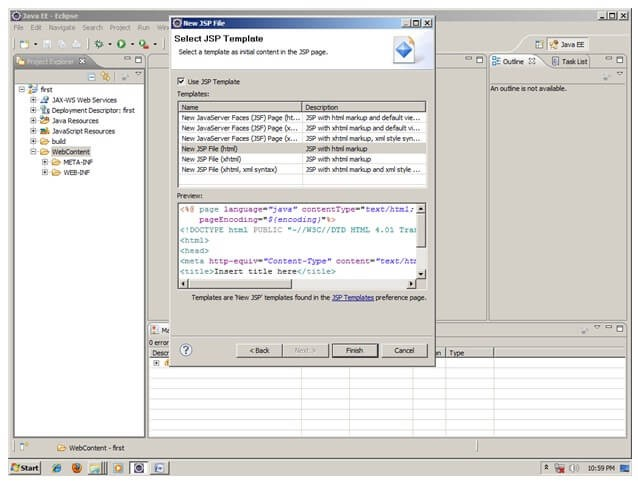 Java EE - Eclipse
File Edit Navigate Search Project Run
Java EE
Project Explorer
first
JAX-WS Web Services
Deployment Descriptor: first
Java Resources
JavaScript Resources
build
WebContent
META-INF
WEB-INF
New JSP File
Select JSP Template
Select a template as initial content in the JSP page.
Use JSP Template
Templates:
Name Description
New JavaServer Faces (JSF) Page (ht... JSP with html markup and default vie...
New JavaServer Faces (JSF) Page (x... JSP with xhtml markup and default vi...
New JavaServer Faces (JSF) Page (x... JSP with xhtml markup, xml style syn...
New JSP File (html) JSP with html markup
New JSP File (xhtml) JSP with xhtml markup
New JSP File (xhtml, xml syntax) JSP with xhtml markup and xml style ...
Preview:
<%@ page language="java" contentType="text/html;
pageEncoding="${encoding}"%>
<!DOCTYPE html PUBLIC "-//W3C//DTD HTML 4.01 Tran
<html>
<head>
<meta http-equiv="Content-Type" content="text/htm
<title>Insert title here</title>
Templates are 'New JSP' templates found in the JSP Templates preference page.
? < Back Next > Finish Cancel
Outline Task List
An outline is not available.
Ma
0 error
Descr on Type
WebContent - first
Start 10:59 PM